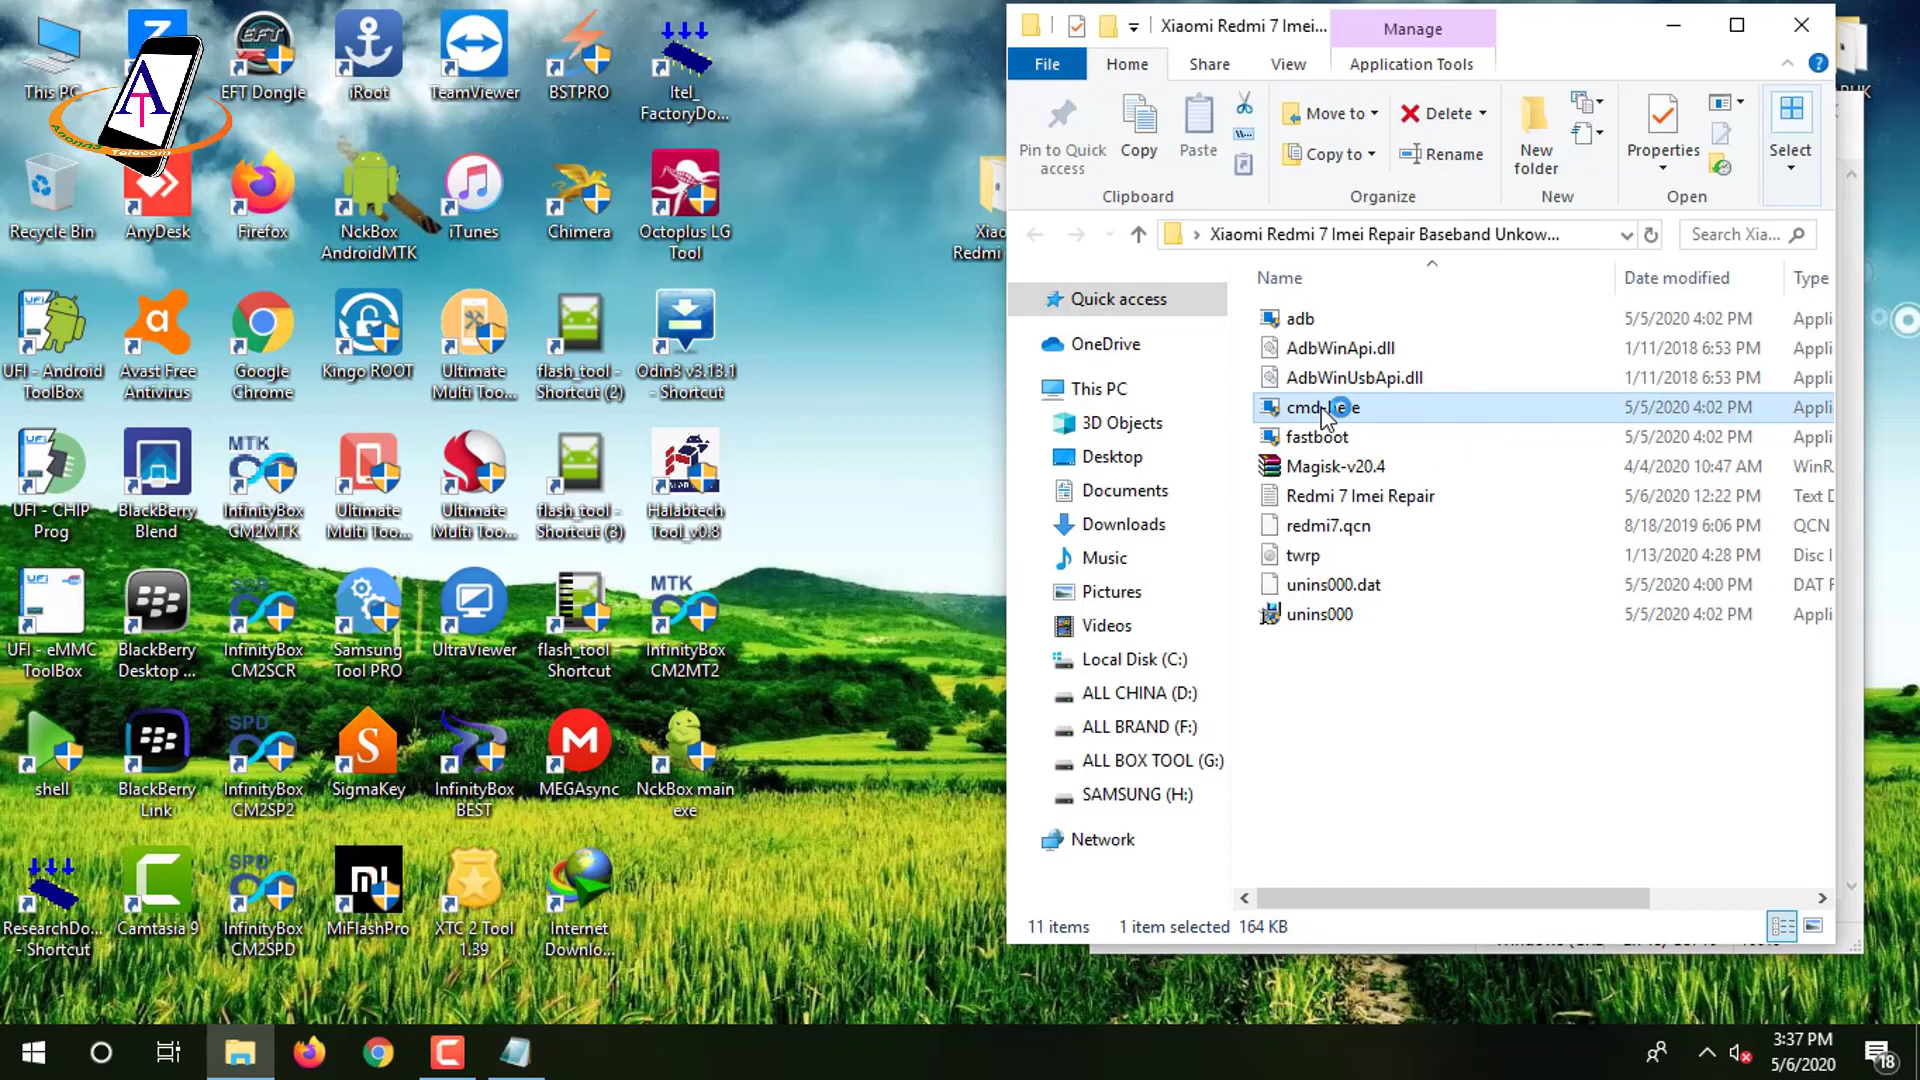 This PC
EFT Dongle
iRoot
TeamViewer
BSTPRO
Itel_
FactoryDo...
Recycle Bin
AnyDesk
Firefox
NckBox
AndroidMTK
iTunes
Chimera
Octoplus LG
Tool
UFI - Android
ToolBox
Avast Free
Antivirus
Google
Chrome
Kingo ROOT
Ultimate
Multi Too...
flash_tool -
Shortcut (2)
Odin3 v3.13.1
- Shortcut
UFI - CHIP
Prog
BlackBerry
Blend
InfinityBox
CM2MTK
Ultimate
Multi Too...
Ultimate
Multi Too...
flash_tool -
Shortcut (3)
Halabtech
Tool_v0.8
UFI - eMMC
ToolBox
BlackBerry
Desktop ...
InfinityBox
CM2SCR
Samsung
Tool PRO
UltraViewer
flash_tool -
Shortcut
InfinityBox
CM2MT2
shell
BlackBerry
Link
InfinityBox
CM2SP2
SigmaKey
InfinityBox
BEST
MEGAsync
NckBox main
exe
ResearchDo...
- Shortcut
Camtasia 9
InfinityBox
CM2SPD
MiFlashPro
XTC 2 Tool
1.39
Internet
Downlo...
Xiaomi Redmi 7 Imei...
Manage
File
Home
Share
View
Application Tools
Pin to Quick
access
Copy
Paste
Move to
Copy to
Delete
Rename
New
folder
Properties
Select
Clipboard
Organize
New
Open
Xiaomi Redmi 7 Imei Repair Baseband Unkow...
Search Xia...
Name
Date modified
Type
Quick access
OneDrive
This PC
3D Objects
Desktop
Documents
Downloads
Music
Pictures
Videos
Local Disk (C:)
ALL CHINA (D:)
ALL BRAND (F:)
ALL BOX TOOL (G:)
SAMSUNG (H:)
Network
adb 5/5/2020 4:02 PM Appli
AdbWinApi.dll 1/11/2018 6:53 PM Appli
AdbWinUsbApi.dll 1/11/2018 6:53 PM Appli
cmd-here 5/5/2020 4:02 PM Appli
fastboot 5/5/2020 4:02 PM Appli
Magisk-v20.4 4/4/2020 10:47 AM WinR
Redmi 7 Imei Repair 5/6/2020 12:22 PM Text D
redmi7.qcn 8/18/2019 6:06 PM QCN
twrp 1/13/2020 4:28 PM Disc I
unins000.dat 5/5/2020 4:00 PM DAT F
unins000 5/5/2020 4:02 PM Appli
11 items
1 item selected 164 KB
3:37 PM
5/6/2020
18